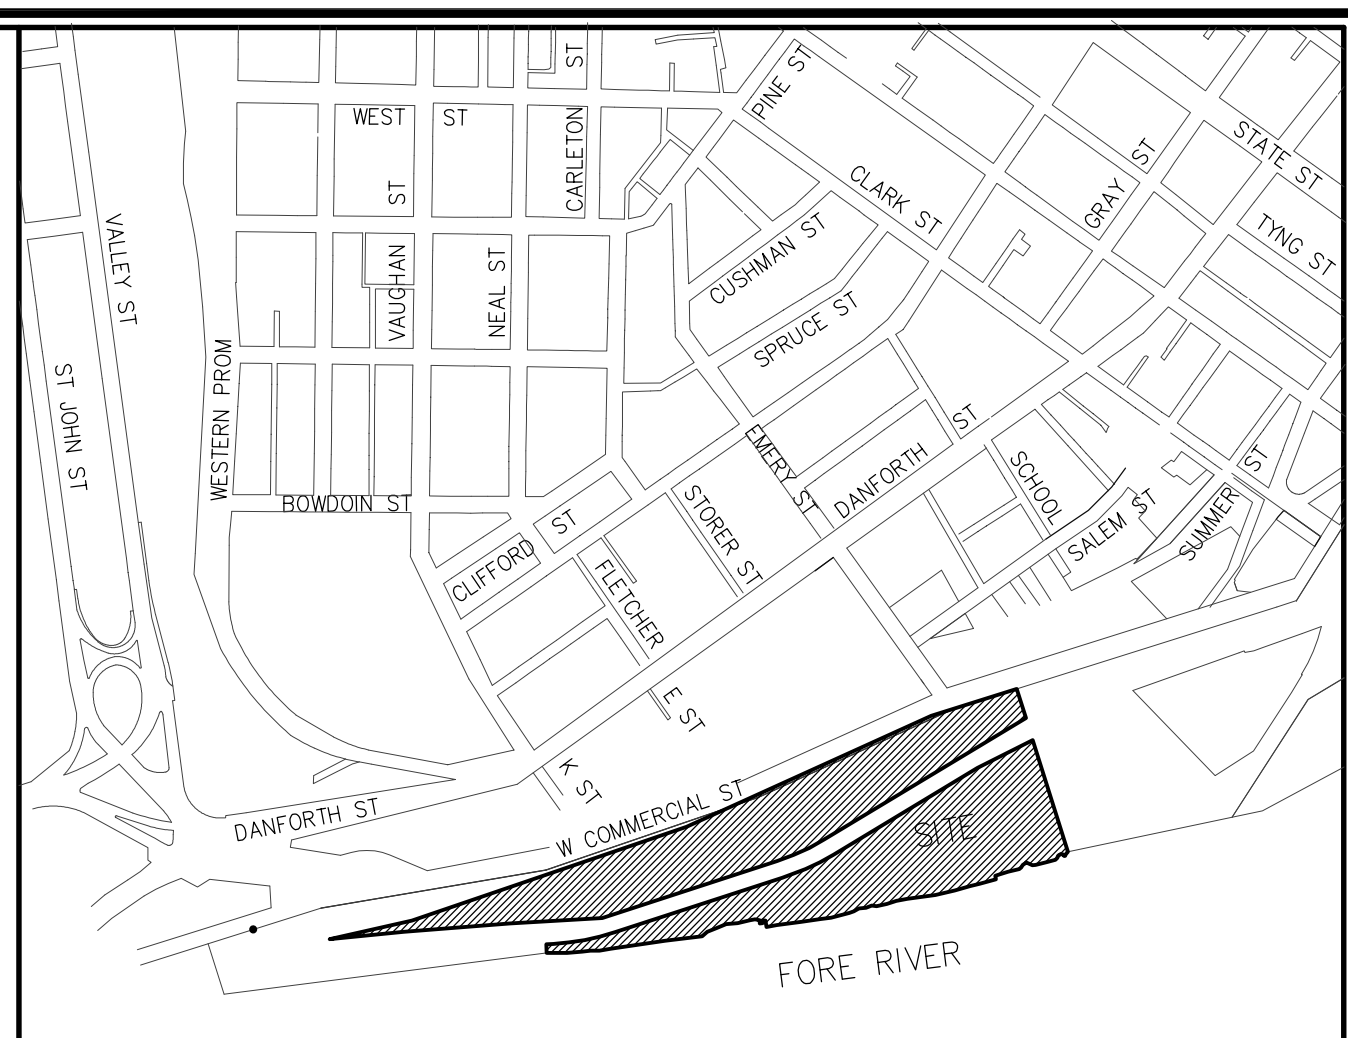 PINE ST
ST
WEST ST
CARLETON
STATE ST
ST
GRAY
CLARK ST
ST
VAUGHAN
VALLEY ST
TYNG ST
CUSHMAN ST
NEAL ST
SPRUCE ST
WESTERN PROM
ST JOHN ST
EMERY ST
DANFORTH ST
SCHOOL
SUMMER ST
BOWDOIN ST
STORER ST
SALEM ST
CLIFFORD ST
FLETCHER
E ST
K ST
DANFORTH ST
W COMMERCIAL ST
SITE
FORE RIVER